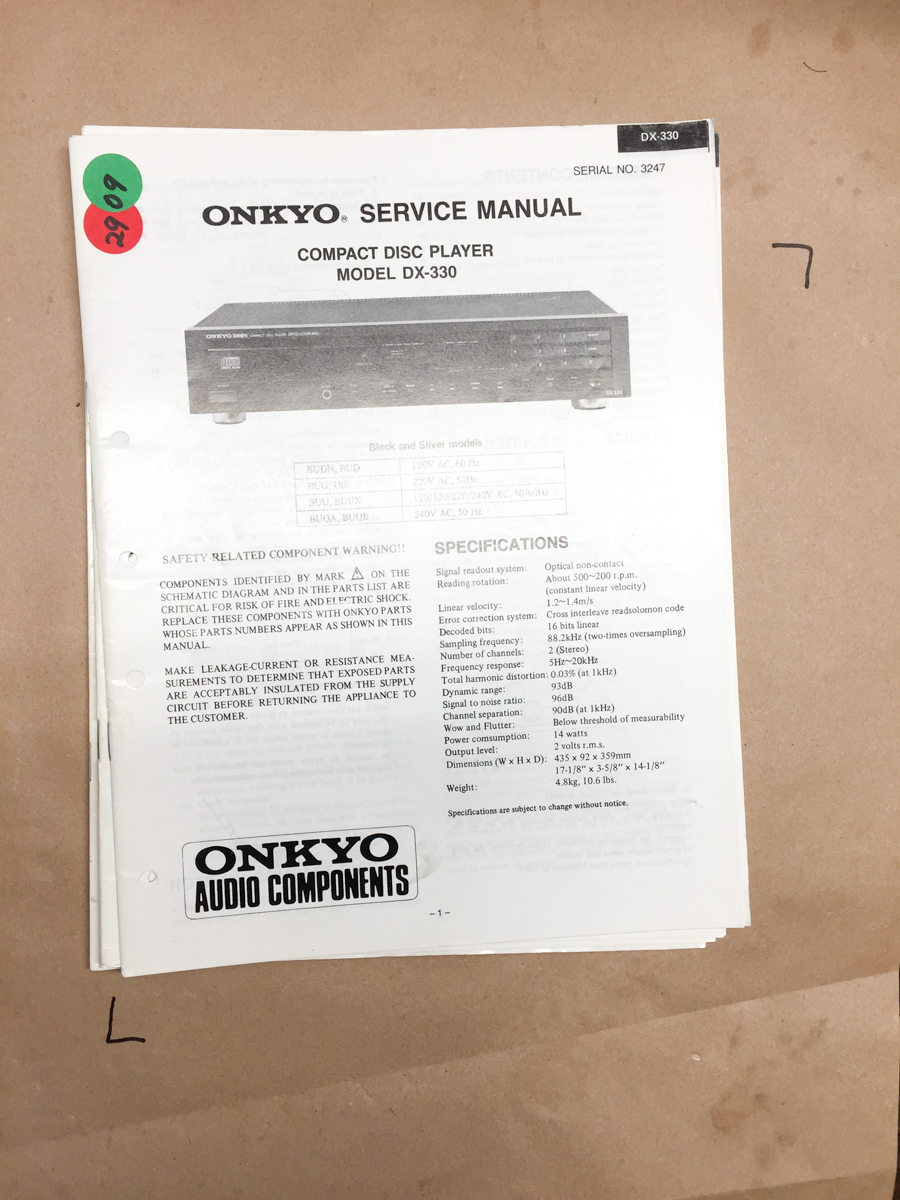 DX-330
SERIAL NO. 3247
29 09
ONKYO® SERVICE MANUAL
COMPACT DISC PLAYER
MODEL DX-330
ONKYO COMPACT DISC PLAYER OPTO-COUPLING
Black and Silver models
BUDN, BUD 120V AC, 60 Hz
BUG, UG 220V AC, 50Hz
BUU, BUUX 110/120/220/240V AC, 50/60Hz
BUQA, BUQB 240V AC, 50 Hz
SAFETY-RELATED COMPONENT WARNING!!
COMPONENTS IDENTIFIED BY MARK ⚠ ON THE
SCHEMATIC DIAGRAM AND IN THE PARTS LIST ARE
CRITICAL FOR RISK OF FIRE AND ELECTRIC SHOCK.
REPLACE THESE COMPONENTS WITH ONKYO PARTS
WHOSE PARTS NUMBERS APPEAR AS SHOWN IN THIS
MANUAL.
MAKE LEAKAGE-CURRENT OR RESISTANCE MEA-
SUREMENTS TO DETERMINE THAT EXPOSED PARTS
ARE ACCEPTABLY INSULATED FROM THE SUPPLY
CIRCUIT BEFORE RETURNING THE APPLIANCE TO
THE CUSTOMER.
SPECIFICATIONS
Signal readout system: Optical non-contact
Reading rotation: About 500~200 r.p.m.
(constant linear velocity)
Linear velocity: 1.2~1.4m/s
Error correction system: Cross interleave readsolomon code
Decoded bits: 16 bits linear
Sampling frequency: 88.2kHz (two-times oversampling)
Number of channels: 2 (Stereo)
Frequency response: 5Hz~20kHz
Total harmonic distortion: 0.03% (at 1kHz)
Dynamic range: 93dB
Signal to noise ratio: 96dB
Channel separation: 90dB (at 1kHz)
Wow and Flutter: Below threshold of measurability
Power comsumption: 14 watts
Output level: 2 volts r.m.s.
Dimensions (W x H x D): 435 x 92 x 359mm
17-1/8" x 3-5/8" x 14-1/8"
Weight: 4.8kg, 10.6 lbs.
Specifications are subject to change without notice.
ONKYO
AUDIO COMPONENTS
– 1 –